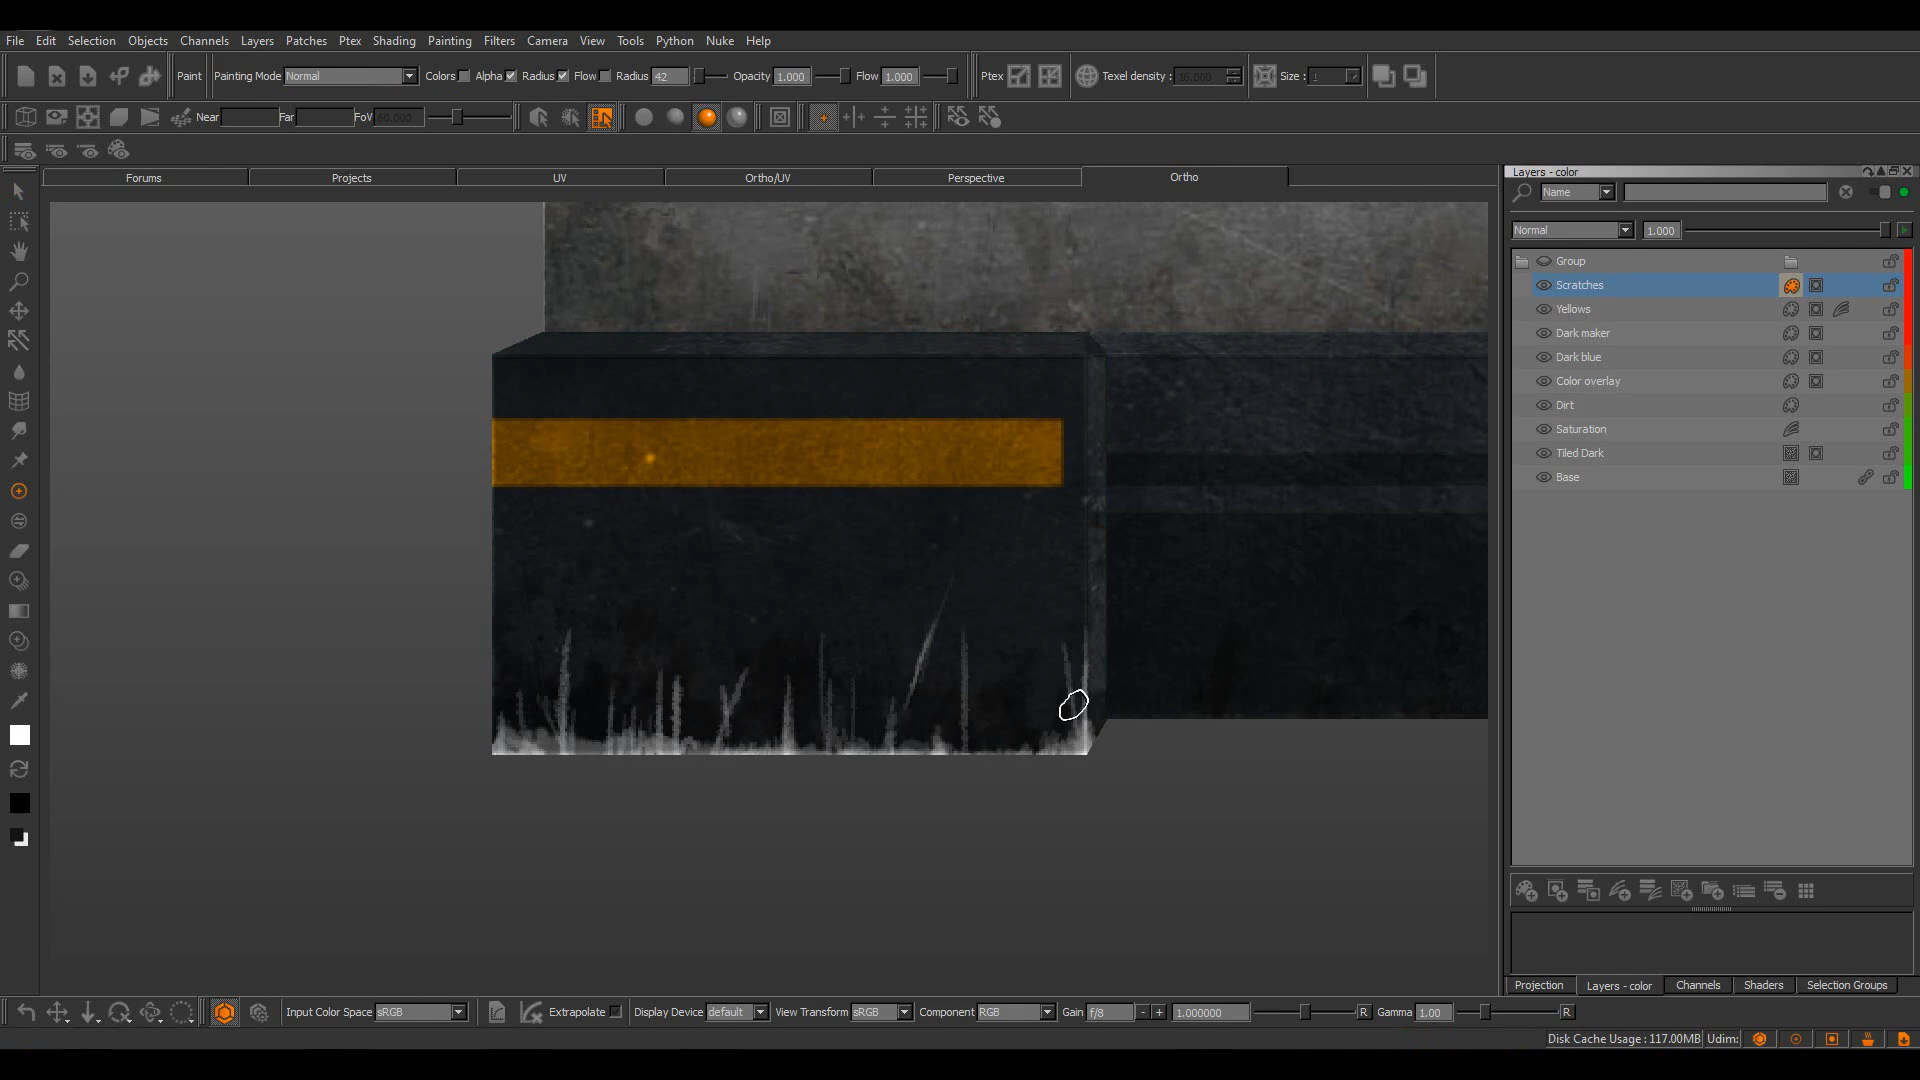 File Edit Selection Objects Channels Layers Patches Ptex Shading Painting Filters Camera View Tools Python Nuke Help
Paint Painting Mode Normal Colors Alpha Radius Flow Radius 42 Opacity 1.000 Flow 1.000 Ptex Texel density : 16.000 Size : 1
Near Far FoV
Forums Projects UV Ortho/UV Perspective Ortho
Layers - color
Name
Normal 1.000
Group
Scratches
Yellows
Dark maker
Dark blue
Color overlay
Dirt
Saturation
Tiled Dark
Base
Projection Layers - color Channels Shaders Selection Groups
Input Color Space sRGB Extrapolate Display Device default View Transform sRGB Component RGB Gain f/8 - + 1.000000 R Gamma 1.00 R
Disk Cache Usage : 117.00MB Udim: